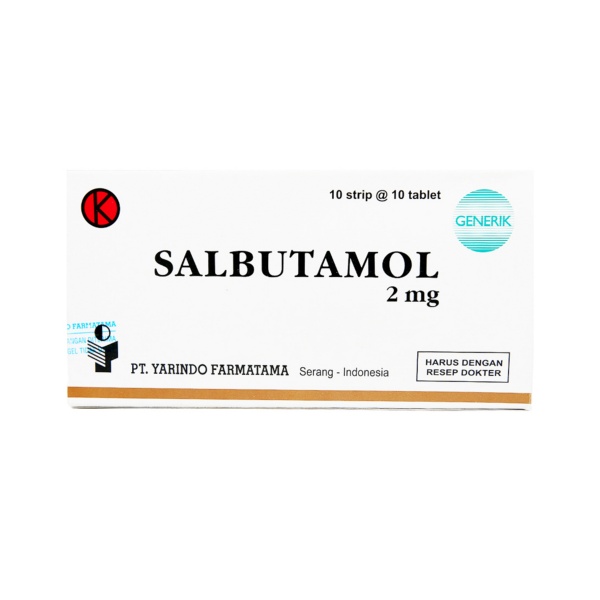 K
10 strip @ 10 tablet
GENERIK
SALBUTAMOL
2 mg
PT. YARINDO FARMATAMA Serang - Indonesia
HARUS DENGAN
RESEP DOKTER